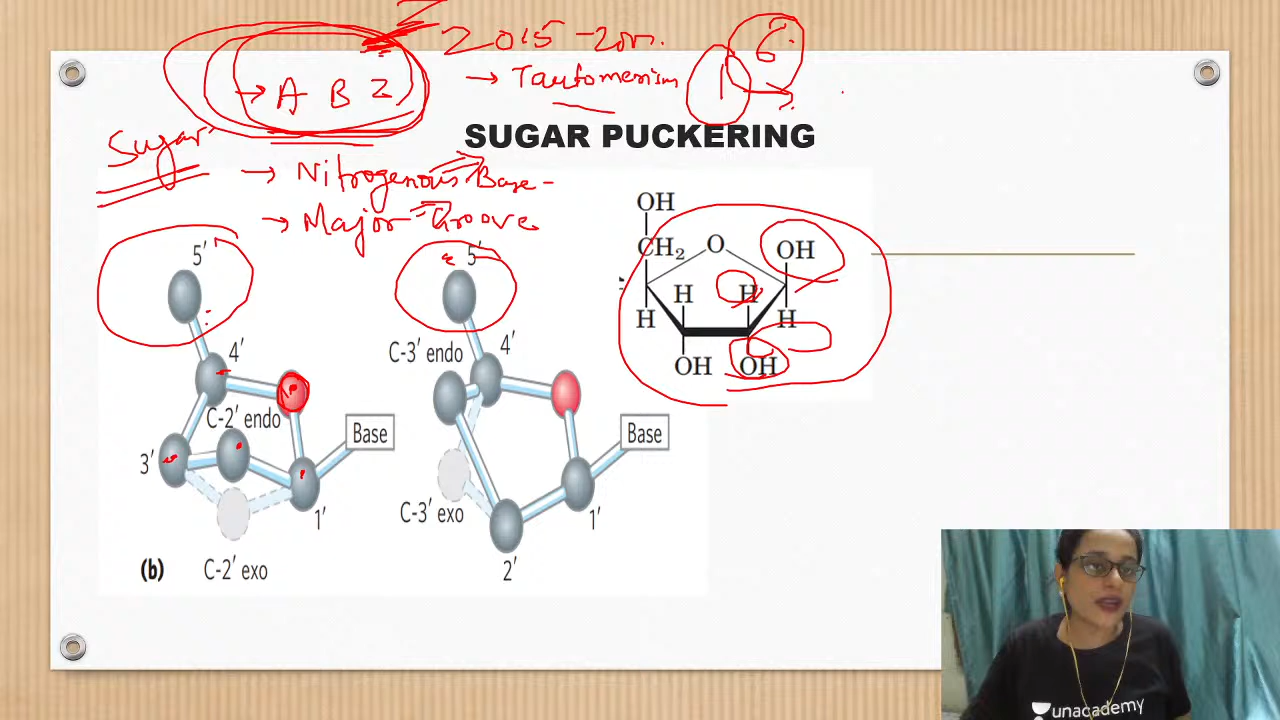 Z
2015 -20
→ Tautomerism
1 6
→ A B Z
SUGAR PUCKERING
Sugar
→ Nitrogenous Base -
→ Major - Groove
5'
4'
C-2' endo
3'
Base
1'
C-2' exo
(b)
5'
C-3' endo
4'
Base
C-3' exo
1'
2'
OH
CH₂ O OH
H H
H H
OH OH
unacademy